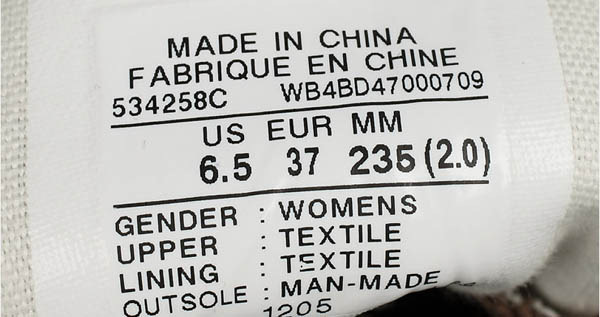 MADE IN CHINA
FABRIQUE EN CHINE
534258C WB4BD47000709
US EUR MM
6.5 37 235 (2.0)
GENDER : WOMENS
UPPER : TEXTILE
LINING : TEXTILE
OUTSOLE : MAN-MADE
1205